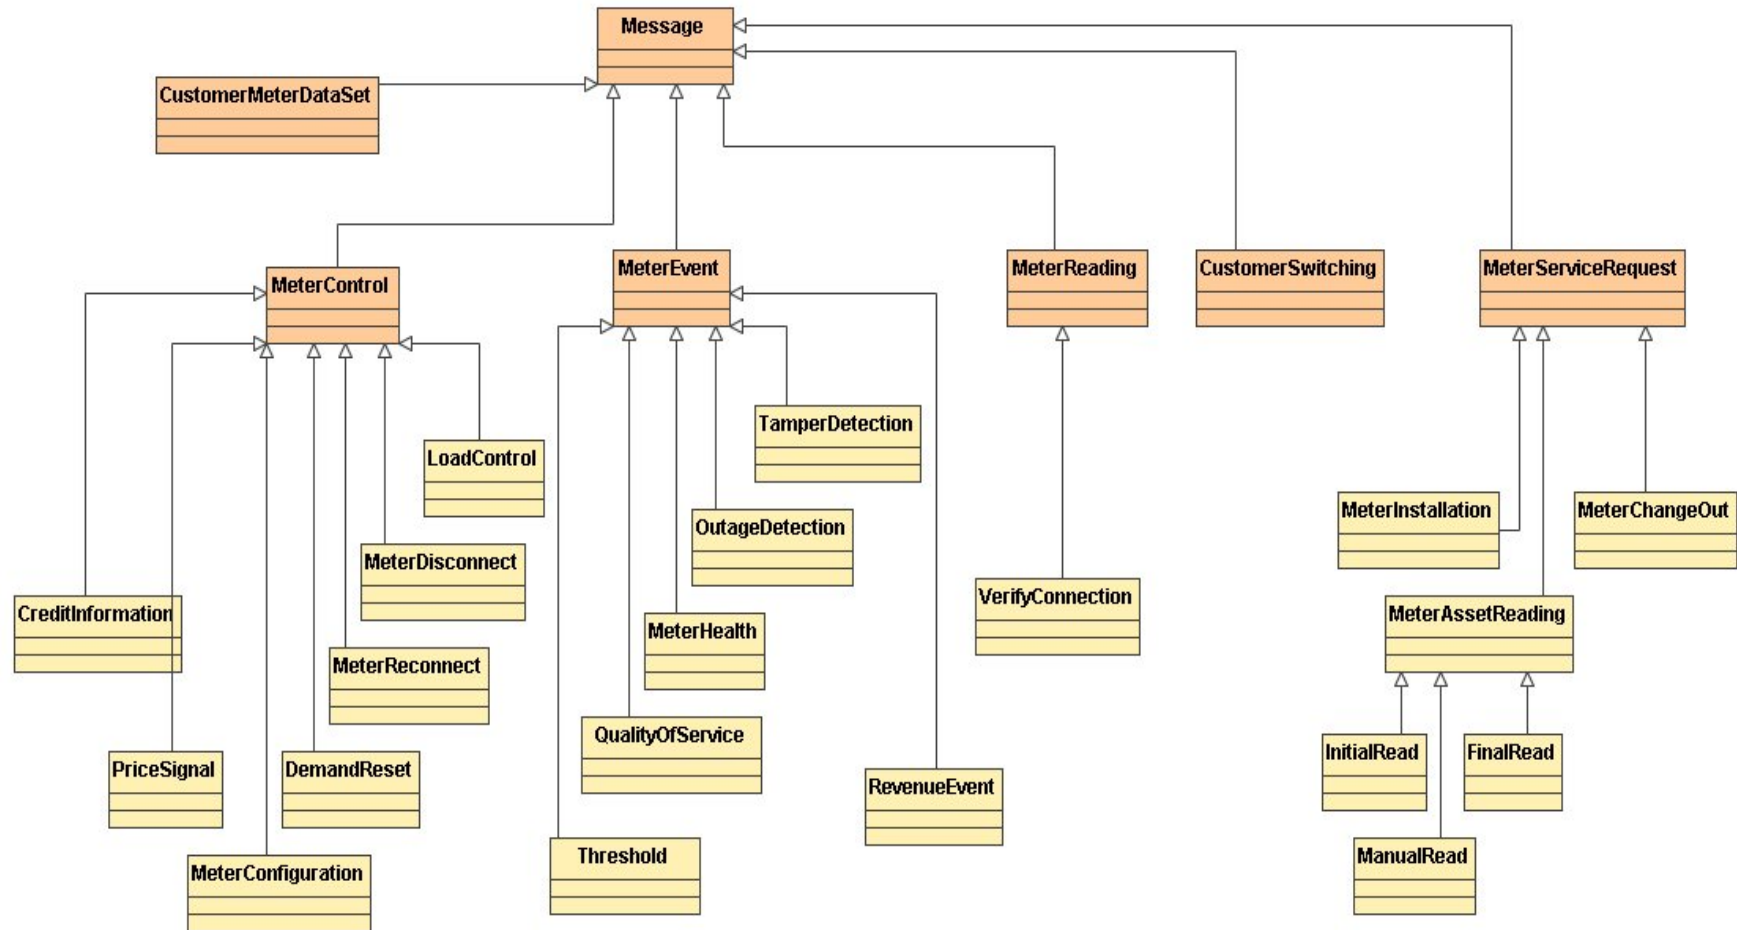 Message
CustomerMeterDataSet
MeterControl
MeterEvent
MeterReading
CustomerSwitching
MeterServiceRequest
TamperDetection
LoadControl
MeterInstallation
MeterChangeOut
OutageDetection
MeterDisconnect
VerifyConnection
CreditInformation
MeterAssetReading
MeterHealth
MeterReconnect
QualityOfService
InitialRead
FinalRead
PriceSignal
DemandReset
RevenueEvent
Threshold
ManualRead
MeterConfiguration